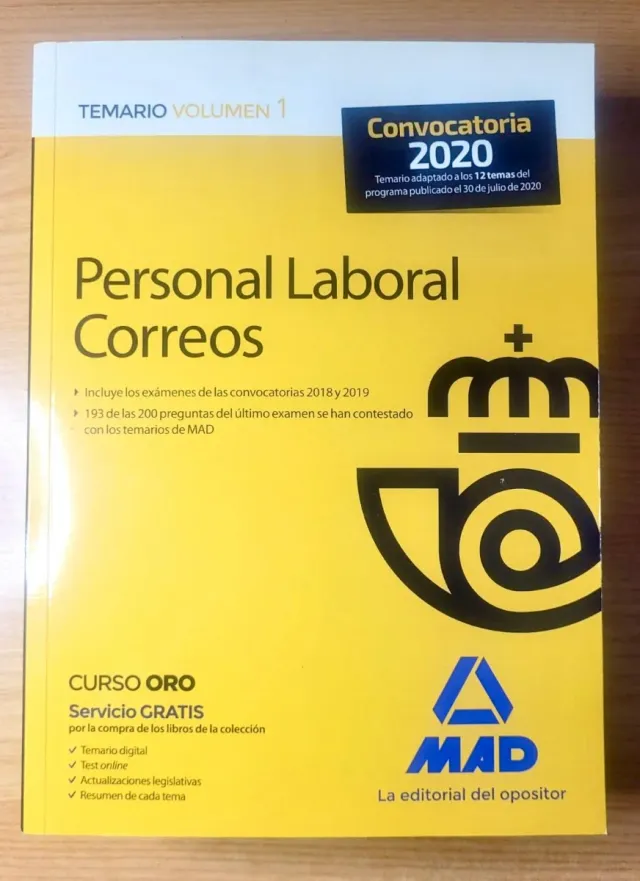 TEMARIO VOLUMEN 1
Convocatoria
2020
Temario adaptado a los 12 temas del
programa publicado el 30 de julio de 2020
Personal Laboral
Correos
Incluye los exámenes de las convocatorias 2018 y 2019
193 de las 200 preguntas del último examen se han contestado
con los temarios de MAD
CURSO ORO
Servicio GRATIS
por la compra de los libros de la colección
✓ Temario digital
✓ Test online
✓ Actualizaciones legislativas
✓ Resumen de cada tema
MAD
La editorial del opositor